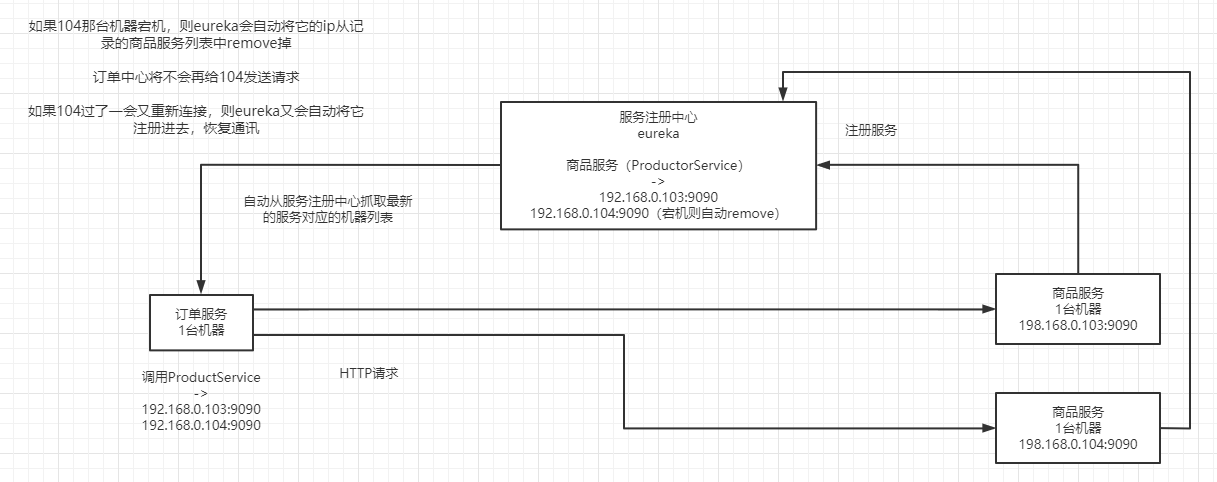 如果104那台机器宕机，则eureka会自动将它的ip从记
录的商品服务列表中remove掉
订单中心将不会再给104发送请求
如果104过了一会又重新连接，则eureka又会自动将它
注册进去，恢复通讯
服务注册中心
eureka
商品服务（ProductorService）
->
192.168.0.103:9090
192.168.0.104:9090（宕机则自动remove）
注册服务
自动从服务注册中心抓取最新
的服务对应的机器列表
订单服务
1台机器
调用ProductService
->
192.168.0.103:9090
192.168.0.104:9090
HTTP请求
商品服务
1台机器
198.168.0.103:9090
商品服务
1台机器
198.168.0.104:9090